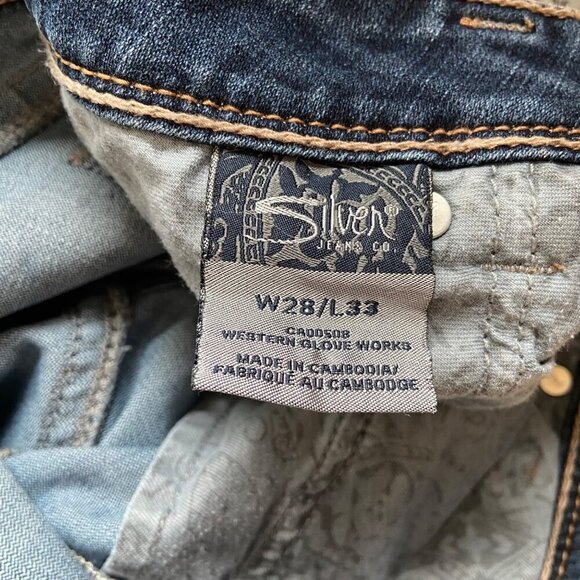 Silver®
JEANS CO
W28/L33
CA00508
WESTERN GLOVE WORKS
MADE IN CAMBODIA/
FABRIQUÉ AU CAMBODGE